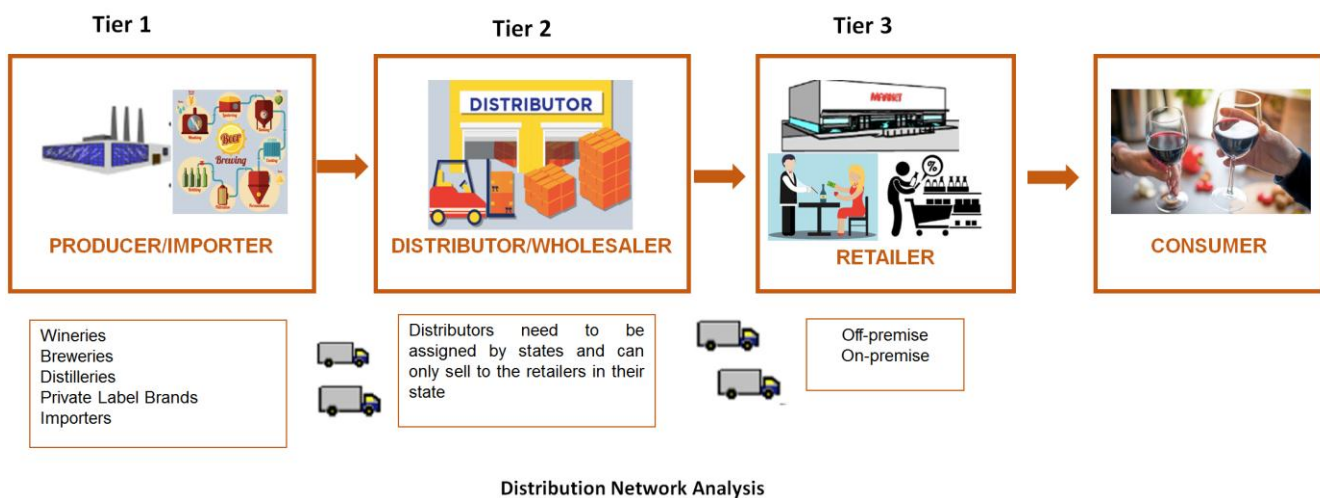 Tier 1
Tier 2
Tier 3
Beer
Brewing
DISTRIBUTOR
MARKT
%
PRODUCER/IMPORTER
DISTRIBUTOR/WHOLESALER
RETAILER
CONSUMER
Wineries
Breweries
Distilleries
Private Label Brands
Importers
Distributors need to be
assigned by states and can
only sell to the retailers in their
state
Off-premise
On-premise
Distribution Network Analysis